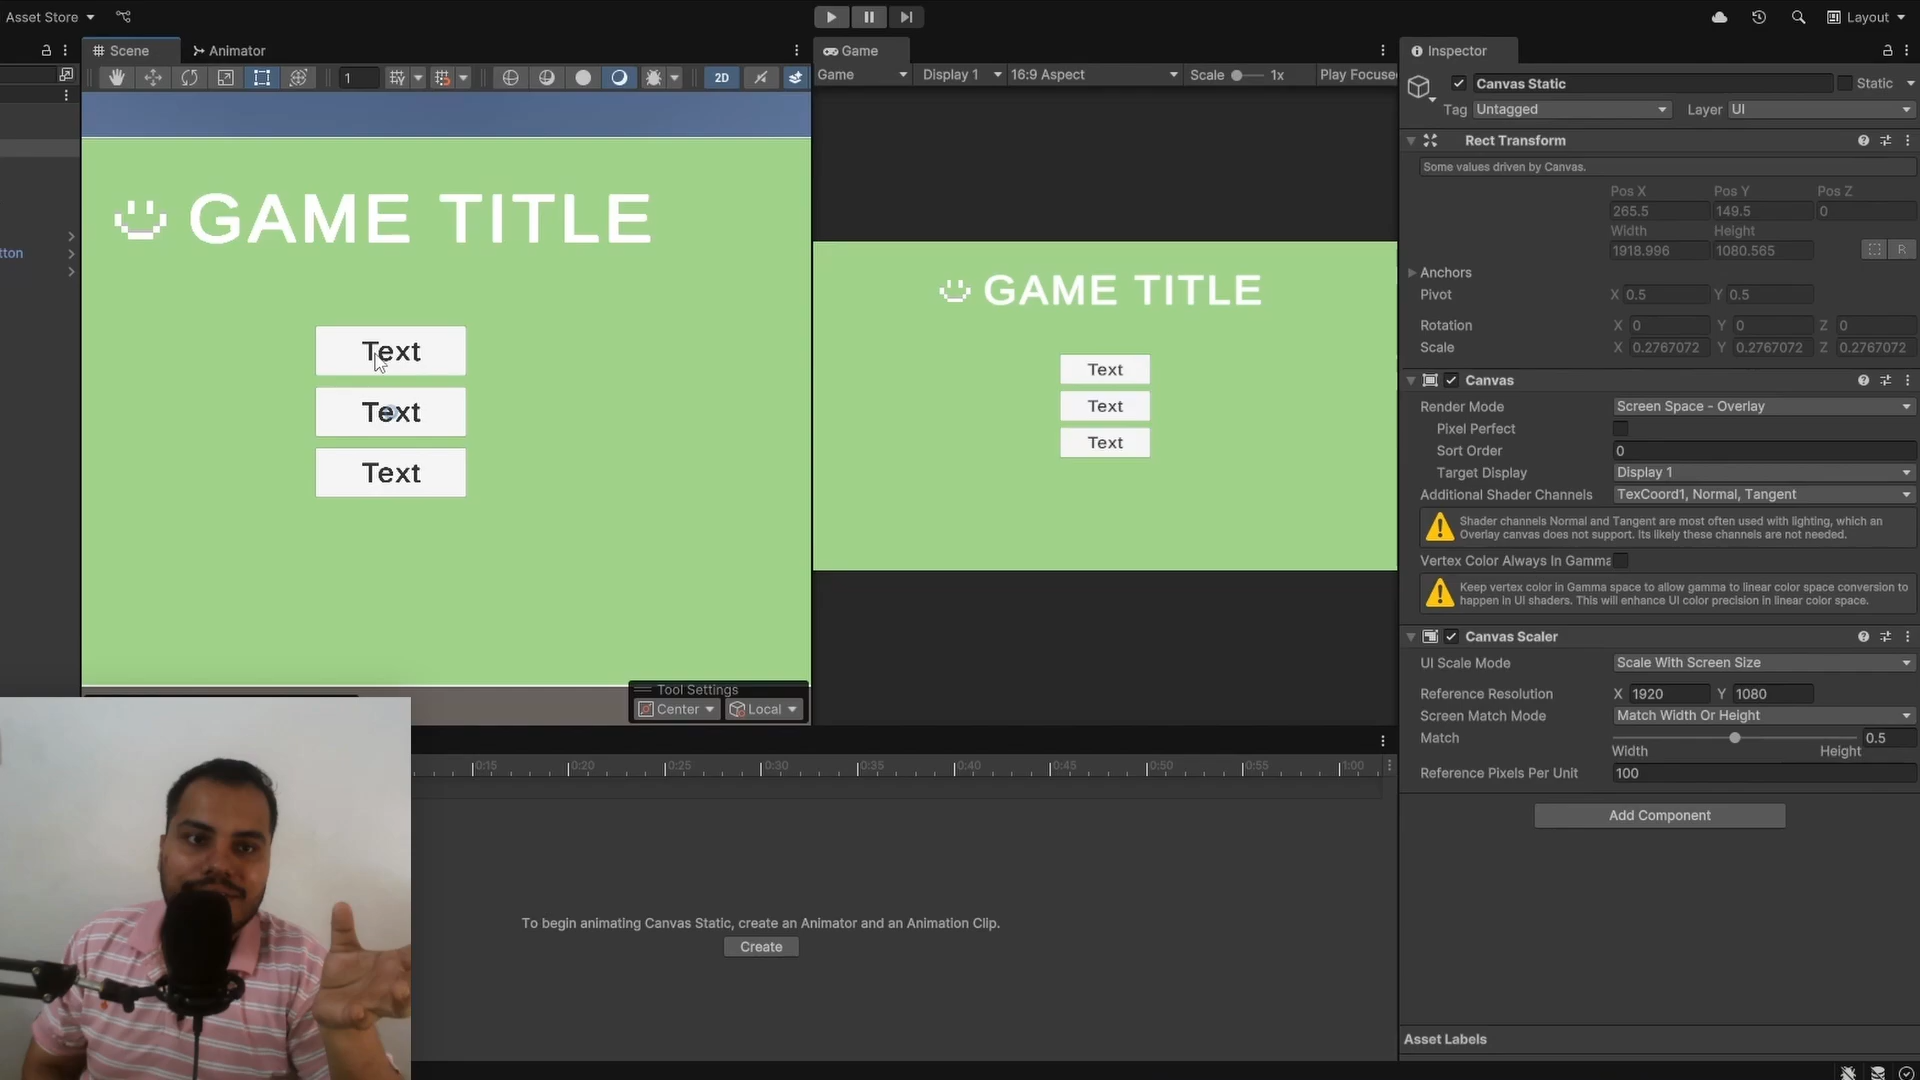 Asset Store
Layout
Scene
Animator
Game
Inspector
1
2D
Game
Display 1
16:9 Aspect
Scale
1x
Play Focuse
Canvas Static
Static
Tag
Untagged
Layer
UI
Rect Transform
Some values driven by Canvas.
Pos X
Pos Y
Pos Z
265.5
149.5
0
Width
Height
1918.996
1080.565
R
Anchors
Pivot
X 0.5
Y 0.5
Rotation
X 0
Y 0
Z 0
Scale
X 0.2767072
Y 0.2767072
Z 0.2767072
Canvas
Render Mode
Screen Space - Overlay
Pixel Perfect
Sort Order
0
Target Display
Display 1
Additional Shader Channels
TexCoord1, Normal, Tangent
Shader channels Normal and Tangent are most often used with lighting, which an
Overlay canvas does not support. Its likely these channels are not needed.
Vertex Color Always In Gamma
Keep vertex color in Gamma space to allow gamma to linear color space conversion to
happen in UI shaders. This will enhance UI color precision in linear color space.
Canvas Scaler
UI Scale Mode
Scale With Screen Size
Reference Resolution
X 1920
Y 1080
Screen Match Mode
Match Width Or Height
Match
0.5
Width
Height
Reference Pixels Per Unit
100
Add Component
Asset Labels
tton
GAME TITLE
Text
Text
Text
GAME TITLE
Text
Text
Text
Tool Settings
Center
Local
0:15
0:20
0:25
0:30
0:35
0:40
0:45
0:50
0:55
1:00
To begin animating Canvas Static, create an Animator and an Animation Clip.
Create